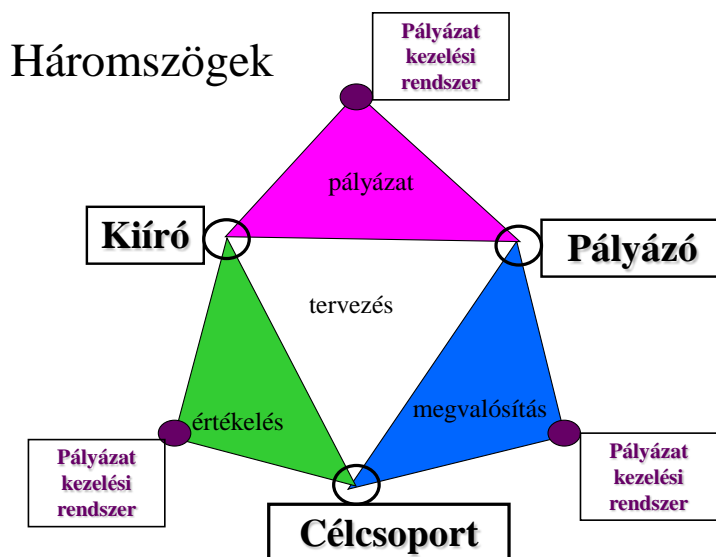 Háromszögek
Pályázat
kezelési
rendszer
pályázat
Kiíró
Pályázó
tervezés
értékelés
megvalósítás
Pályázat
kezelési
rendszer
Pályázat
kezelési
rendszer
Célcsoport